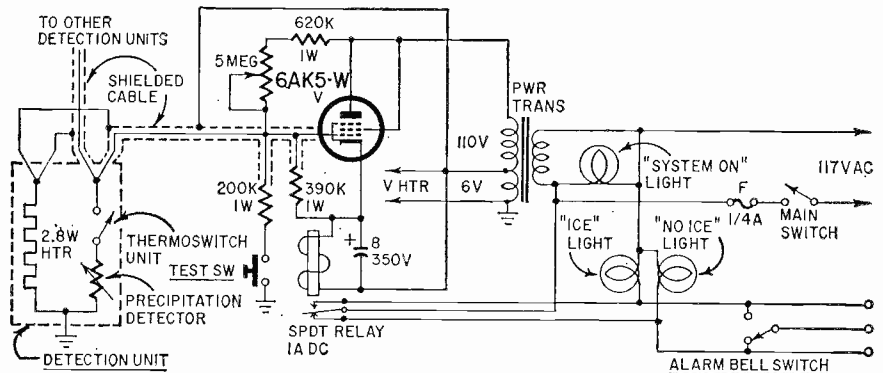 TO OTHER
DETECTION UNITS
SHIELDED
CABLE
620K
1W
5 MEG
6AK5-W
V
PWR
TRANS
110V
6V
V HTR
"SYSTEM ON"
LIGHT
117V AC
F
1/4A
MAIN
SWITCH
200K
1W
390K
1W
"ICE"
LIGHT
"NO ICE"
LIGHT
2.8W
HTR
THERMOSWITCH
UNIT
TEST SW
+
8
350V
PRECIPITATION
DETECTOR
SPDT RELAY
1A DC
DETECTION UNIT
ALARM BELL SWITCH